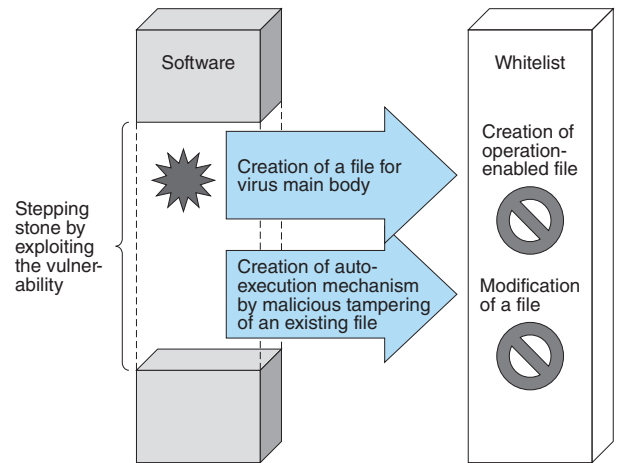 Software
Whitelist
Stepping
stone by
exploiting
the vulner-
ability
Creation of a file for
virus main body
Creation of auto-
execution mechanism
by malicious tampering
of an existing file
Creation of
operation-
enabled file
Modification
of a file